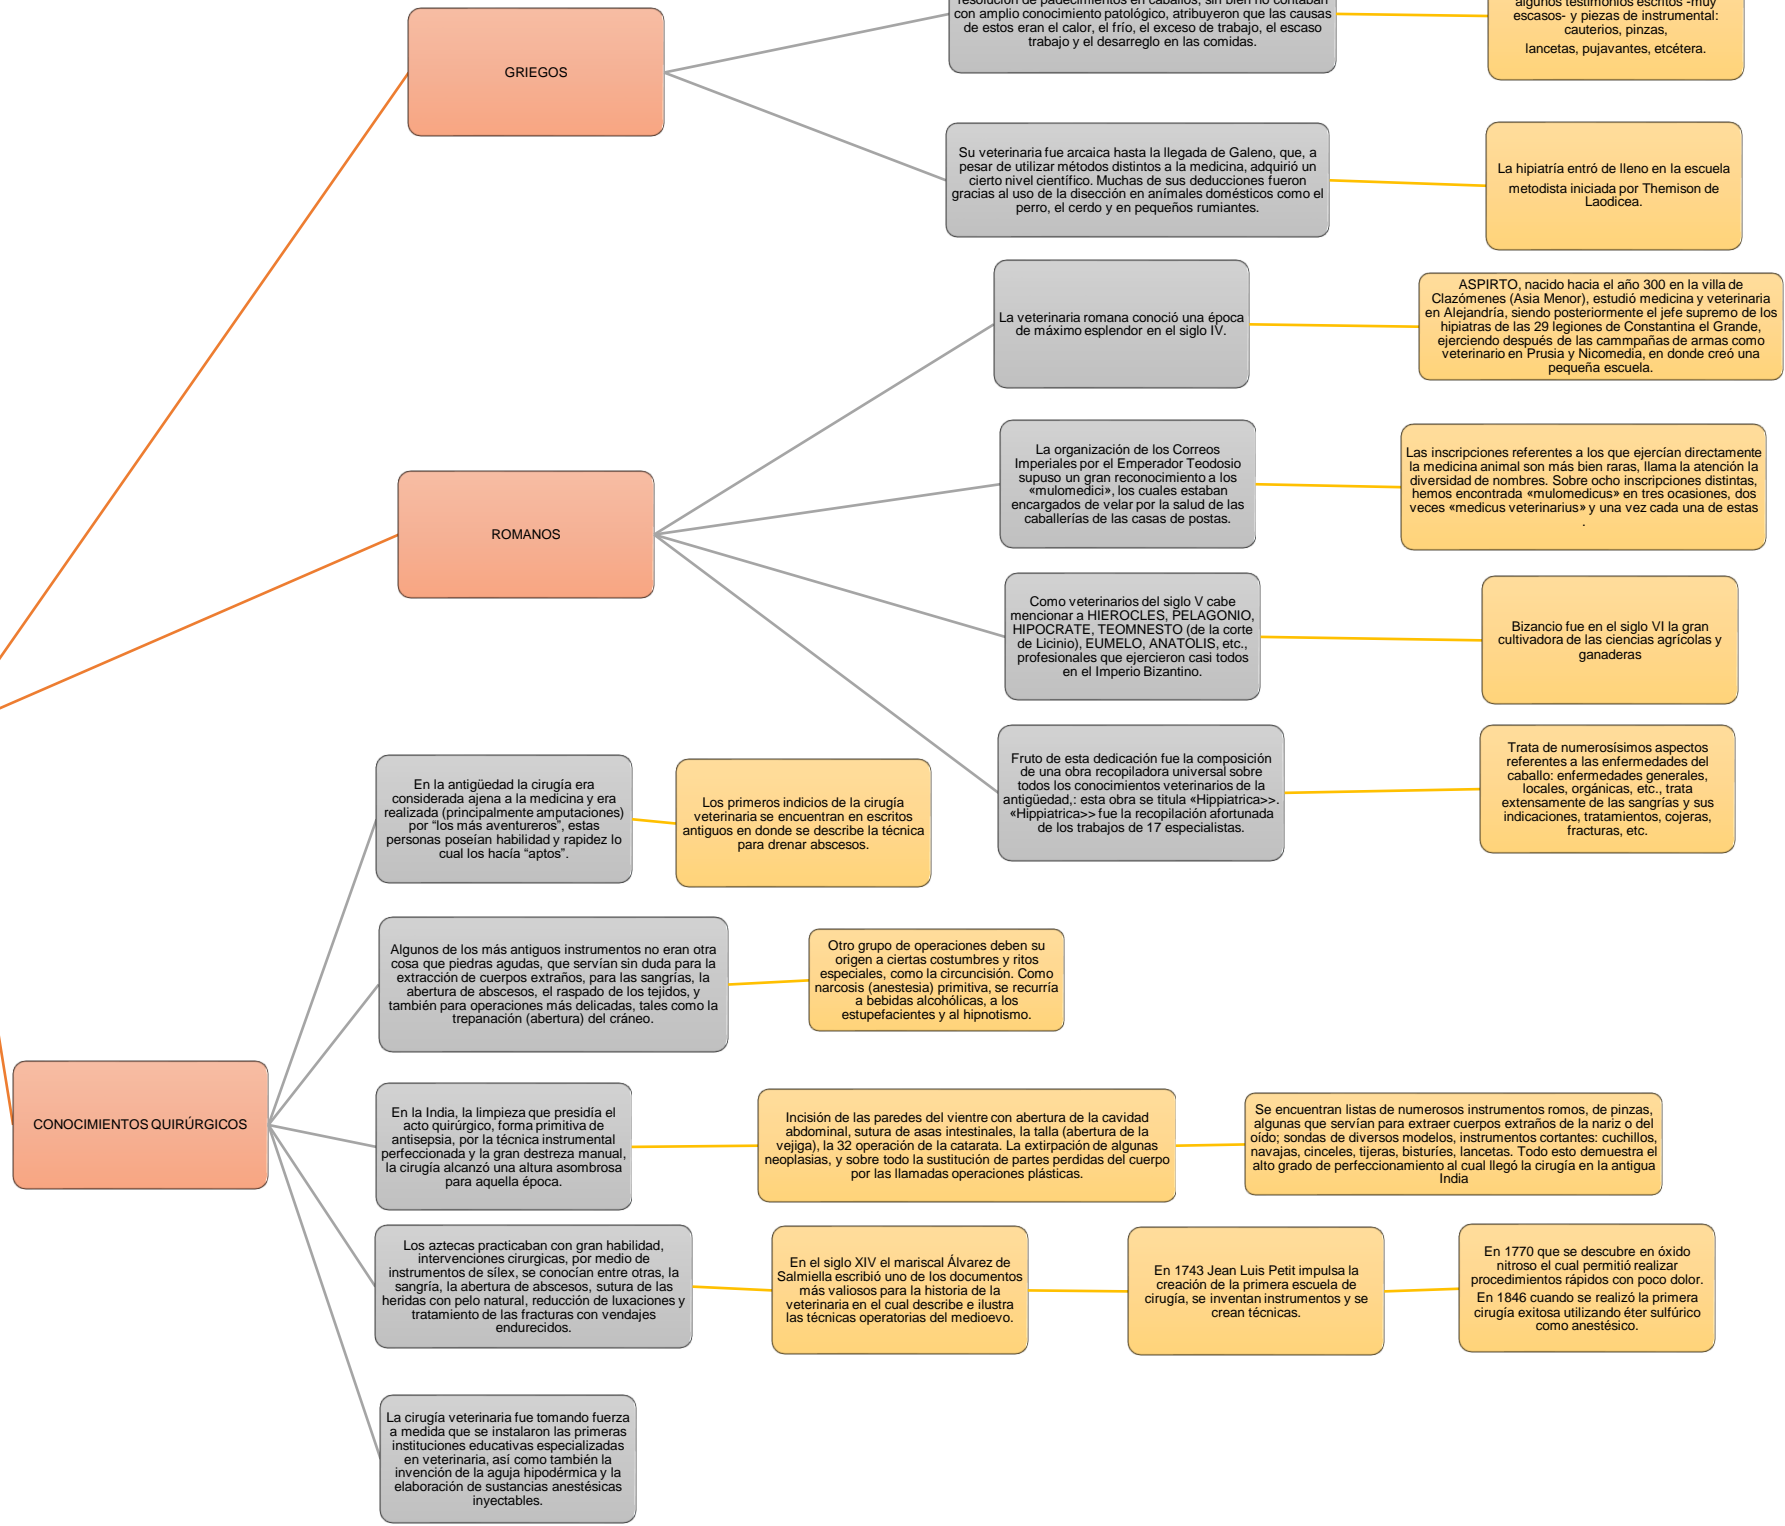 GRIEGOS
resolución de padecimientos en caballos, sin bien no contaban
con amplio conocimiento patológico, atribuyeron que las causas
de estos eran el calor, el frío, el exceso de trabajo, el escaso
trabajo y el desarreglo en las comidas.
algunos testimonios escritos -muy
escasos- y piezas de instrumental:
cauterios, pinzas,
lancetas, pujavantes, etcétera.
Su veterinaria fue arcaica hasta la llegada de Galeno, que, a
pesar de utilizar métodos distintos a la medicina, adquirió un
cierto nivel científico. Muchas de sus deducciones fueron
gracias al uso de la disección en anímales domésticos como el
perro, el cerdo y en pequeños rumiantes.
La hipiatría entró de lleno en la escuela
metodista iniciada por Themison de
Laodicea.
ROMANOS
La veterinaria romana conoció una época
de máximo esplendor en el siglo IV.
ASPIRTO, nacido hacia el año 300 en la villa de
Clazómenes (Asia Menor), estudió medicina y veterinaria
en Alejandría, siendo posteriormente el jefe supremo de los
hipiatras de las 29 legiones de Constantina el Grande,
ejerciendo después de las cammpañas de armas como
veterinario en Prusia y Nicomedia, en donde creó una
pequeña escuela.
La organización de los Correos
Imperiales por el Emperador Teodosio
supuso un gran reconocimiento a los
«mulomedici», los cuales estaban
encargados de velar por la salud de las
caballerías de las casas de postas.
Las inscripciones referentes a los que ejercían directamente
la medicina animal son más bien raras, llama la atención la
diversidad de nombres. Sobre ocho inscripciones distintas,
hemos encontrada «mulomedicus» en tres ocasiones, dos
veces «medicus veterinarius» y una vez cada una de estas
.
Como veterinarios del siglo V cabe
mencionar a HIEROCLES, PELAGONIO,
HIPOCRATE, TEOMNESTO (de la corte
de Licinio), EUMELO, ANATOLIS, etc.,
profesionales que ejercieron casi todos
en el Imperio Bizantino.
Bizancio fue en el siglo VI la gran
cultivadora de las ciencias agrícolas y
ganaderas
Fruto de esta dedicación fue la composición
de una obra recopiladora universal sobre
todos los conocimientos veterinarios de la
antigüedad,: esta obra se titula «Hippiatrica>>.
«Hippiatrica>> fue la recopilación afortunada
de los trabajos de 17 especialistas.
Trata de numerosísimos aspectos
referentes a las enfermedades del
caballo: enfermedades generales,
locales, orgánicas, etc., trata
extensamente de las sangrías y sus
indicaciones, tratamientos, cojeras,
fracturas, etc.
CONOCIMIENTOS QUIRÚRGICOS
En la antigüedad la cirugía era
considerada ajena a la medicina y era
realizada (principalmente amputaciones)
por “los más aventureros”, estas
personas poseían habilidad y rapidez lo
cual los hacía “aptos”.
Los primeros indicios de la cirugía
veterinaria se encuentran en escritos
antiguos en donde se describe la técnica
para drenar abscesos.
Algunos de los más antiguos instrumentos no eran otra
cosa que piedras agudas, que servían sin duda para la
extracción de cuerpos extraños, para las sangrías, la
abertura de abscesos, el raspado de los tejidos, y
también para operaciones más delicadas, tales como la
trepanación (abertura) del cráneo.
Otro grupo de operaciones deben su
origen a ciertas costumbres y ritos
especiales, como la circuncisión. Como
narcosis (anestesia) primitiva, se recurría
a bebidas alcohólicas, a los
estupefacientes y al hipnotismo.
En la India, la limpieza que presidía el
acto quirúrgico, forma primitiva de
antisepsia, por la técnica instrumental
perfeccionada y la gran destreza manual,
la cirugía alcanzó una altura asombrosa
para aquella época.
Incisión de las paredes del vientre con abertura de la cavidad
abdominal, sutura de asas intestinales, la talla (abertura de la
vejiga), la 32 operación de la catarata. La extirpación de algunas
neoplasias, y sobre todo la sustitución de partes perdidas del cuerpo
por las llamadas operaciones plásticas.
Se encuentran listas de numerosos instrumentos romos, de pinzas,
algunas que servían para extraer cuerpos extraños de la nariz o del
oído; sondas de diversos modelos, instrumentos cortantes: cuchillos,
navajas, cinceles, tijeras, bisturíes, lancetas. Todo esto demuestra el
alto grado de perfeccionamiento al cual llegó la cirugía en la antigua
India
Los aztecas practicaban con gran habilidad,
intervenciones cirurgicas, por medio de
instrumentos de sílex, se conocían entre otras, la
sangría, la abertura de abscesos, sutura de las
heridas con pelo natural, reducción de luxaciones y
tratamiento de las fracturas con vendajes
endurecidos.
En el siglo XIV el mariscal Álvarez de
Salmiella escribió uno de los documentos
más valiosos para la historia de la
veterinaria en el cual describe e ilustra
las técnicas operatorias del medioevo.
En 1743 Jean Luis Petit impulsa la
creación de la primera escuela de
cirugía, se inventan instrumentos y se
crean técnicas.
En 1770 que se descubre en óxido
nitroso el cual permitió realizar
procedimientos rápidos con poco dolor.
En 1846 cuando se realizó la primera
cirugía exitosa utilizando éter sulfúrico
como anestésico.
La cirugía veterinaria fue tomando fuerza
a medida que se instalaron las primeras
instituciones educativas especializadas
en veterinaria, así como también la
invención de la aguja hipodérmica y la
elaboración de sustancias anestésicas
inyectables.